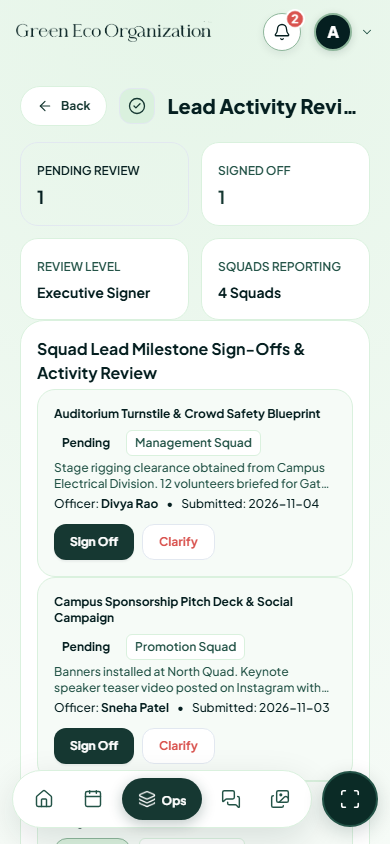 Green Eco Organization
2
A
Back
Lead Activity Revi...
PENDING REVIEW
1
SIGNED OFF
1
REVIEW LEVEL
Executive Signer
SQUADS REPORTING
4 Squads
Squad Lead Milestone Sign-Offs &
Activity Review
Auditorium Turnstile & Crowd Safety Blueprint
Pending
Management Squad
Stage rigging clearance obtained from Campus
Electrical Division. 12 volunteers briefed for Gat...
Officer: Divya Rao • Submitted: 2026-11-04
Sign Off
Clarify
Campus Sponsorship Pitch Deck & Social
Campaign
Pending
Promotion Squad
Banners installed at North Quad. Keynote
speaker teaser video posted on Instagram with...
Officer: Sneha Patel • Submitted: 2026-11-03
Sign Off
Clarify
Ops